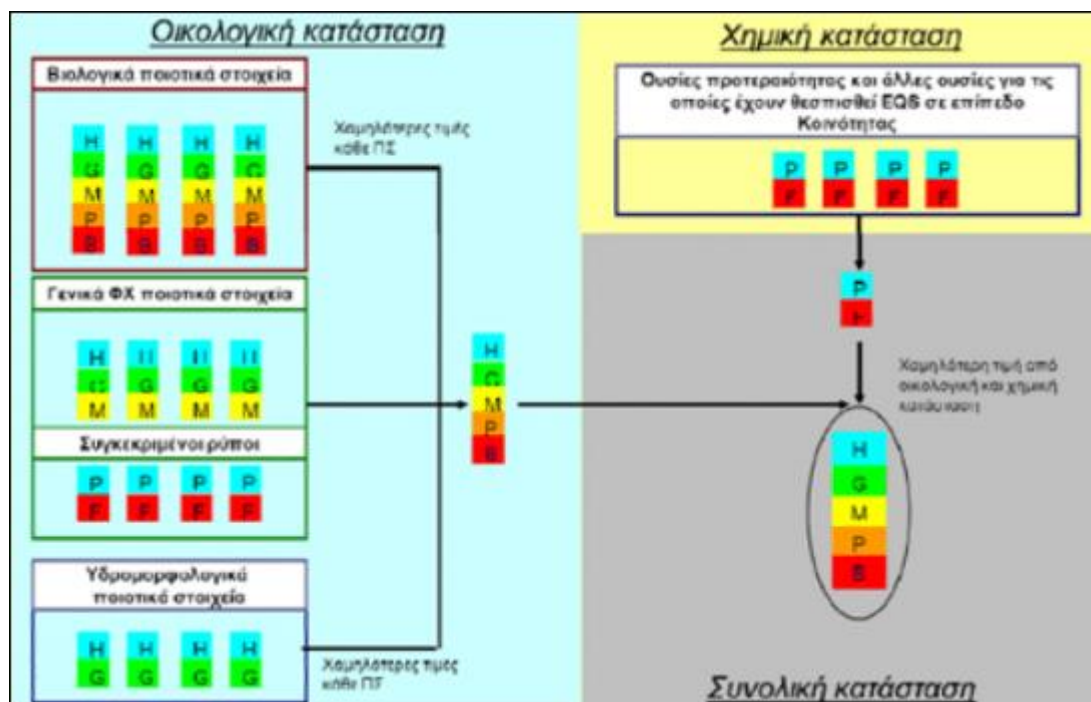 Οικολογική κατάσταση
Βιολογικά ποιοτικά στοιχεία
H H H H
G G G G
M M M M
P P P P
B B B B
Χαμηλότερες τιμές
κάθε ΠΣ
Γενικά ΦΧ ποιοτικά στοιχεία
H H H H
G G G G
M M M M
Συγκεκριμένοι ρύποι
P P P P
F F F F
Υδρομορφολογικά
ποιοτικά στοιχεία
H H H H
G G G G
Χαμηλότερες τιμές
κάθε ΠΣ
H
G
M
P
B
Χημική κατάσταση
Ουσίες προτεραιότητας και άλλες ουσίες για τις
οποίες έχουν θεσπισθεί EQS σε επίπεδο
Κοινότητας
P P P P
F F F F
P
F
Χαμηλότερη τιμή από
οικολογική και χημική
κατάσταση
H
G
M
P
B
Συνολική κατάσταση